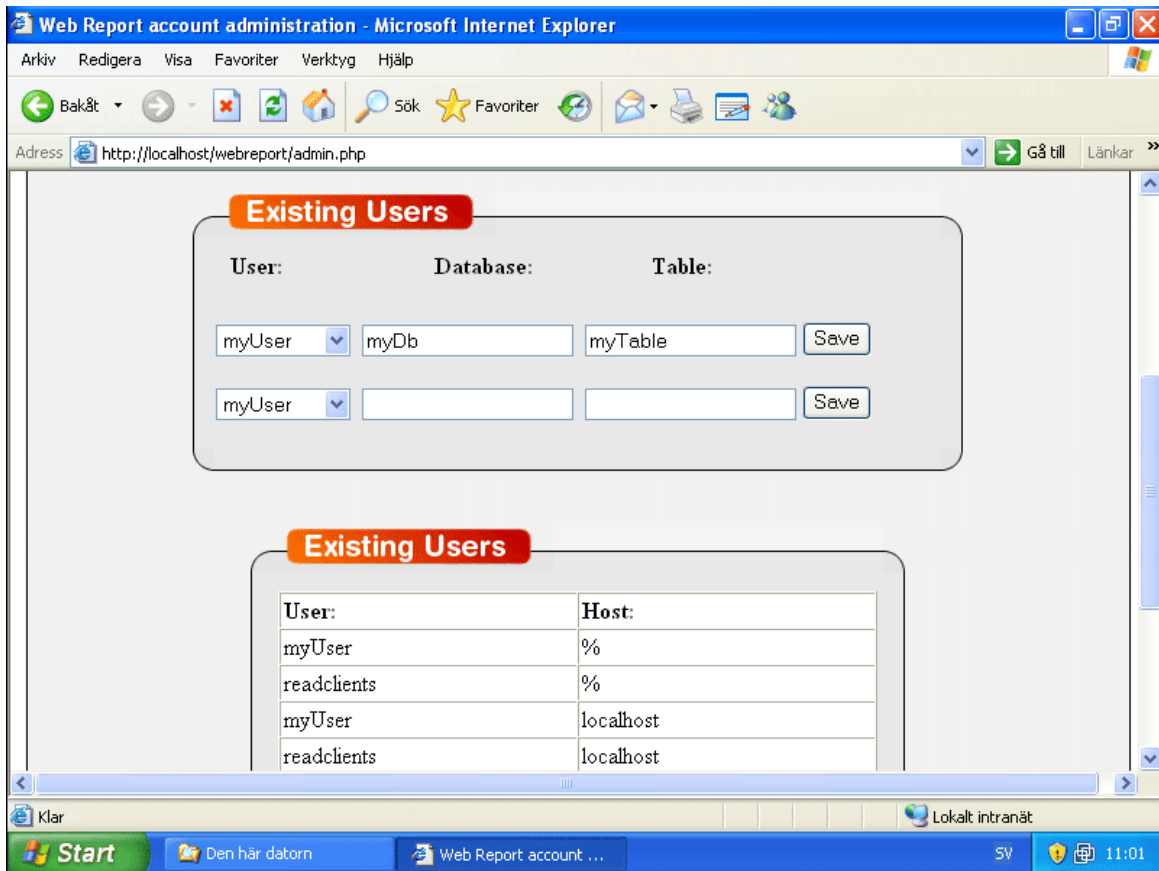 Web Report account administration - Microsoft Internet Explorer
Arkiv Redigera Visa Favoriter Verktyg Hjälp
Bakåt Sök Favoriter
Adress http://localhost/webreport/admin.php Gå till Länkar »
Existing Users
User: Database: Table:
myUser myDb myTable Save
myUser Save
Existing Users
User: Host:
myUser %
readclients %
myUser localhost
readclients localhost
Klar Lokalt intranät
Start Den här datorn Web Report account ... SV 11:01